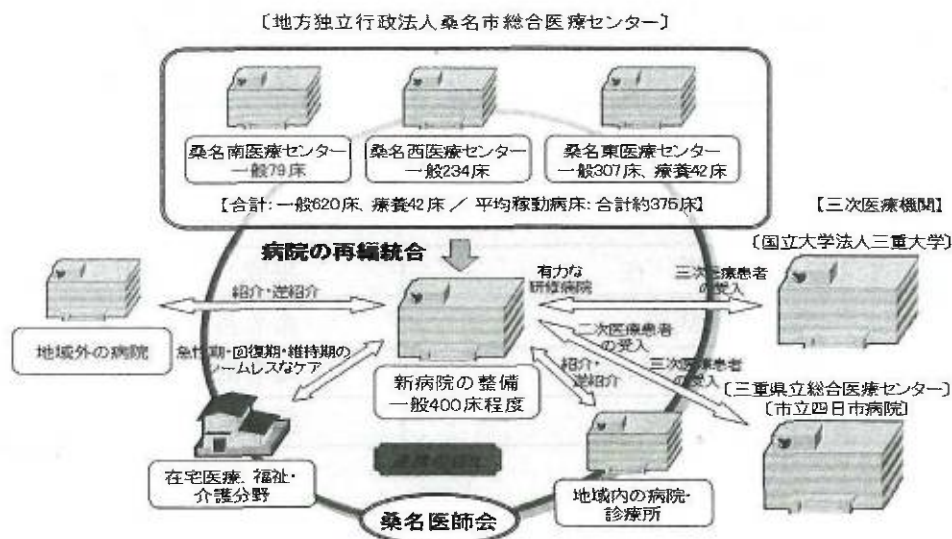 〔地方独立行政法人桑名市総合医療センター〕
桑名南医療センター
一般79床
桑名西医療センター
一般234床
桑名東医療センター
一般307床、療養42床
【合計:一般620床、療養42床 / 平均稼動病床:合計約375床】
【三次医療機関】
〔国立大学法人三重大学〕
病院の再編統合
有力な
研修病院
三次医療患者
の受入
紹介・逆紹介
地域外の病院
急性期・回復期・維持期の
シームレスなケア
二次医療患者
の受入
紹介・
逆紹介
三次医療患者
の受入
新病院の整備
一般400床程度
〔三重県立総合医療センター〕
〔市立四日市病院〕
在宅医療、福祉・
介護分野
地域内の病院・
診療所
桑名医師会